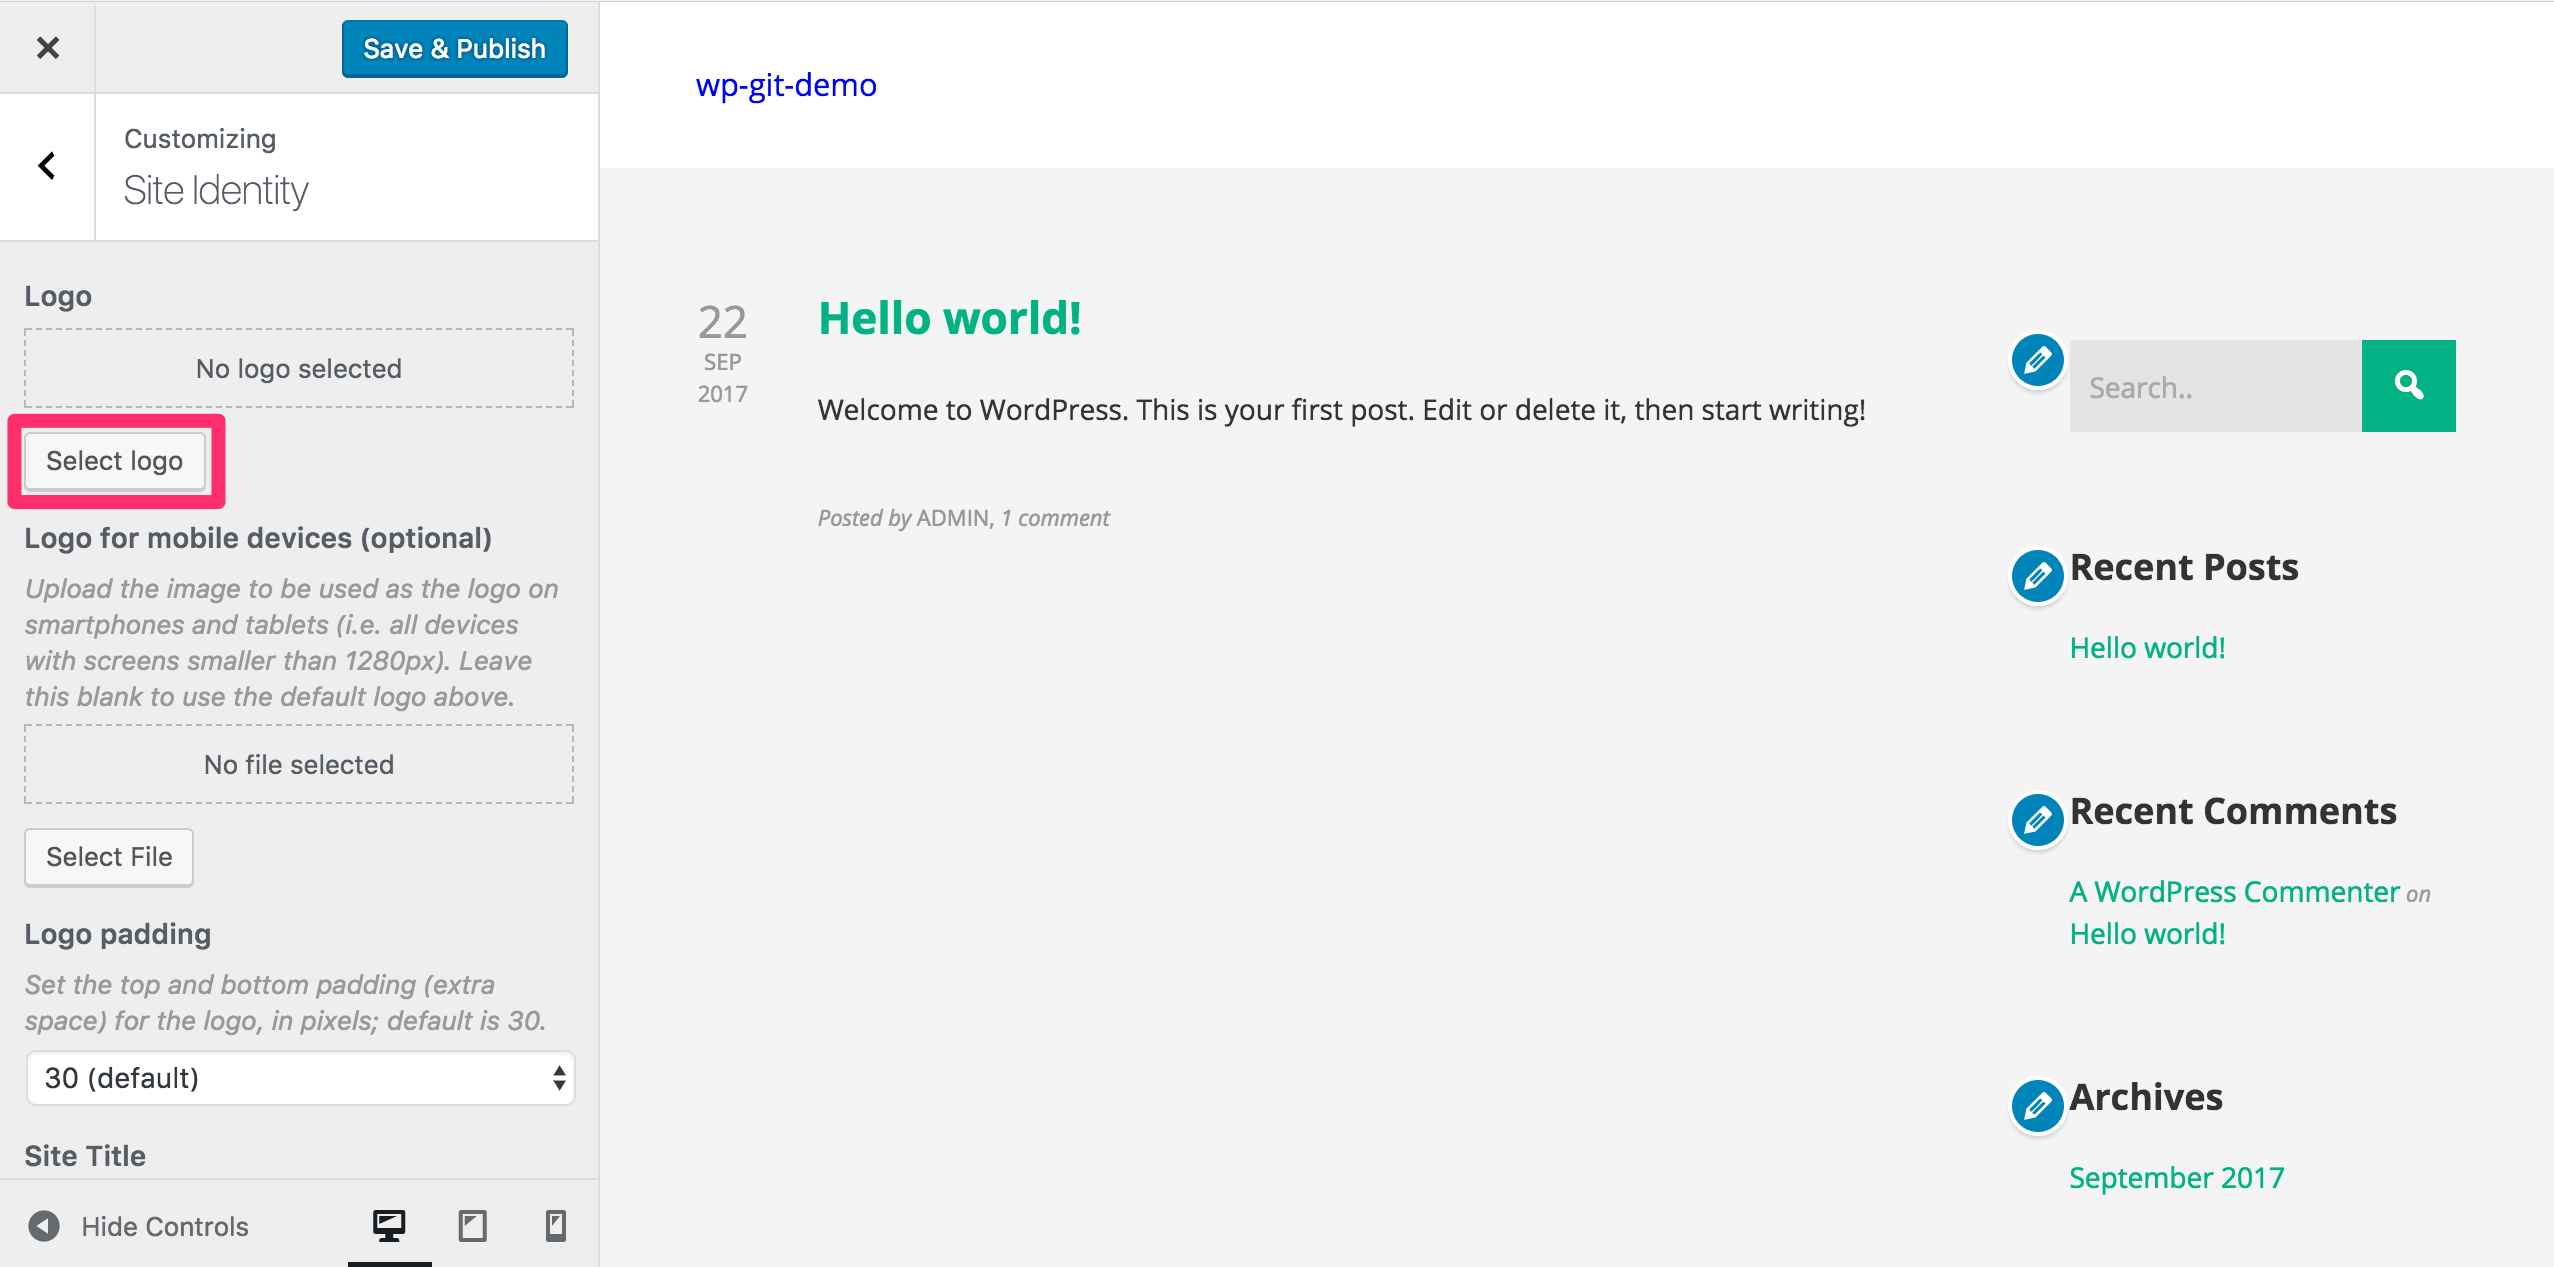 Save & Publish
Customizing
Site Identity
Logo
No logo selected
Select logo
Logo for mobile devices (optional)
Upload the image to be used as the logo on
smartphones and tablets (i.e. all devices
with screens smaller than 1280px). Leave
this blank to use the default logo above.
No file selected
Select File
Logo padding
Set the top and bottom padding (extra
space) for the logo, in pixels; default is 30.
30 (default)
Site Title
Hide Controls
wp-git-demo
22
SEP
2017
Hello world!
Welcome to WordPress. This is your first post. Edit or delete it, then start writing!
Posted by ADMIN, 1 comment
Search..
Recent Posts
Hello world!
Recent Comments
A WordPress Commenter on
Hello world!
Archives
September 2017